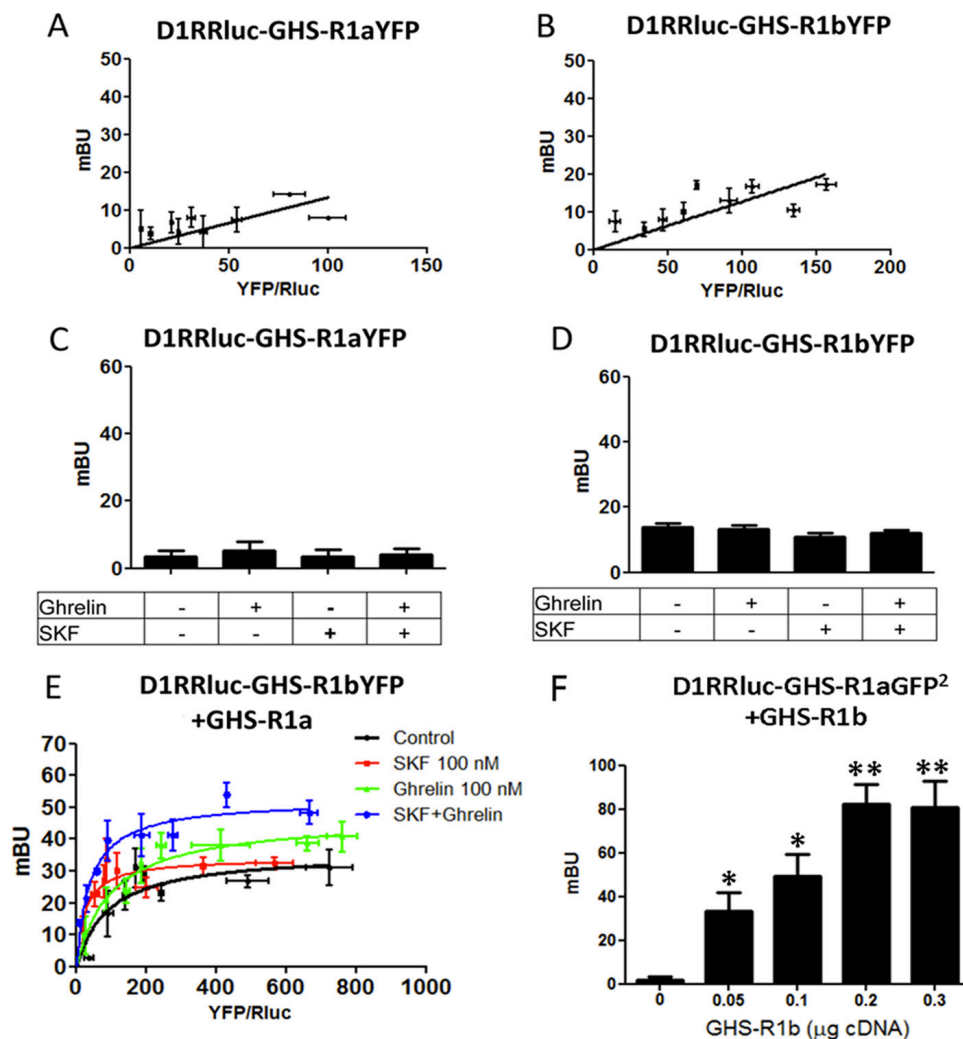 A
D1RRluc-GHS-R1aYFP
50
40
30
20
10
0
mBU
0 50 100 150
YFP/Rluc
B
D1RRluc-GHS-R1bYFP
50
40
30
20
10
0
mBU
0 50 100 150 200
YFP/Rluc
C
D1RRluc-GHS-R1aYFP
60
40
20
0
mBU
Ghrelin - + - +
SKF - - + +
D
D1RRluc-GHS-R1bYFP
60
40
20
0
mBU
Ghrelin - + - +
SKF - - + +
E
D1RRluc-GHS-R1bYFP
+GHS-R1a
70
60
50
40
30
20
10
0
mBU
Control
SKF 100 nM
Ghrelin 100 nM
SKF+Ghrelin
0 200 400 600 800 1000
YFP/Rluc
F
D1RRluc-GHS-R1aGFP²
+GHS-R1b
100
80
60
40
20
0
mBU
* * ** **
0 0.05 0.1 0.2 0.3
GHS-R1b (µg cDNA)